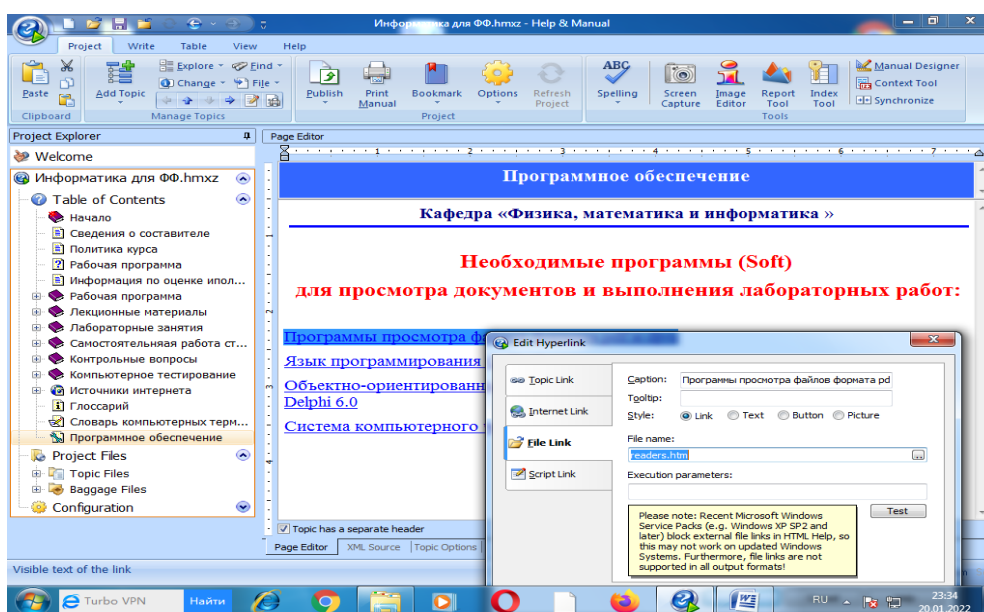 Информатика для ФФ.hmxz - Help & Manual
Project Write Table View Help
Paste
Clipboard
Add Topic
Explore
Change
Find
File
Manage Topics
Publish
Print Manual
Bookmark
Options
Refresh Project
Project
ABC
Spelling
Screen Capture
Image Editor
Report Tool
Index Tool
Manual Designer
Context Tool
Synchronize
Tools
Project Explorer
Welcome
Информатика для ФФ.hmxz
Table of Contents
Начало
Сведения о составителе
Политика курса
Рабочая программа
Информация по оценке ипол...
Рабочая программа
Лекционные материалы
Лабораторные занятия
Самостоятельняая работа ст...
Контрольные вопросы
Компьютерное тестирование
Источники интернета
Глоссарий
Словарь компьютерных терм...
Программное обеспечение
Project Files
Topic Files
Baggage Files
Configuration
Page Editor
1 2 3 4 5 6 7
Программное обеспечение
Кафедра «Физика, математика и информатика »
Необходимые программы (Soft)
для просмотра документов и выполнения лабораторных работ:
Программы просмотра ф
Язык программирования
Объектно-ориентированн
Delphi 6.0
Система компьютерного
Topic has a separate header
Page Editor XML Source Topic Options
Edit Hyperlink
Topic Link
Internet Link
File Link
Script Link
Caption: Программы просмотра файлов формата pd
Tooltip:
Style: Link Text Button Picture
File name:
readers.htm
Execution parameters:
Test
Please note: Recent Microsoft Windows
Service Packs (e.g. Windows XP SP2 and
later) block external file links in HTML Help, so
this may not work on updated Windows
Systems. Furthermore, file links are not
supported in all output formats!
Visible text of the link
Turbo VPN Найти
RU
23:34
20.01.2022